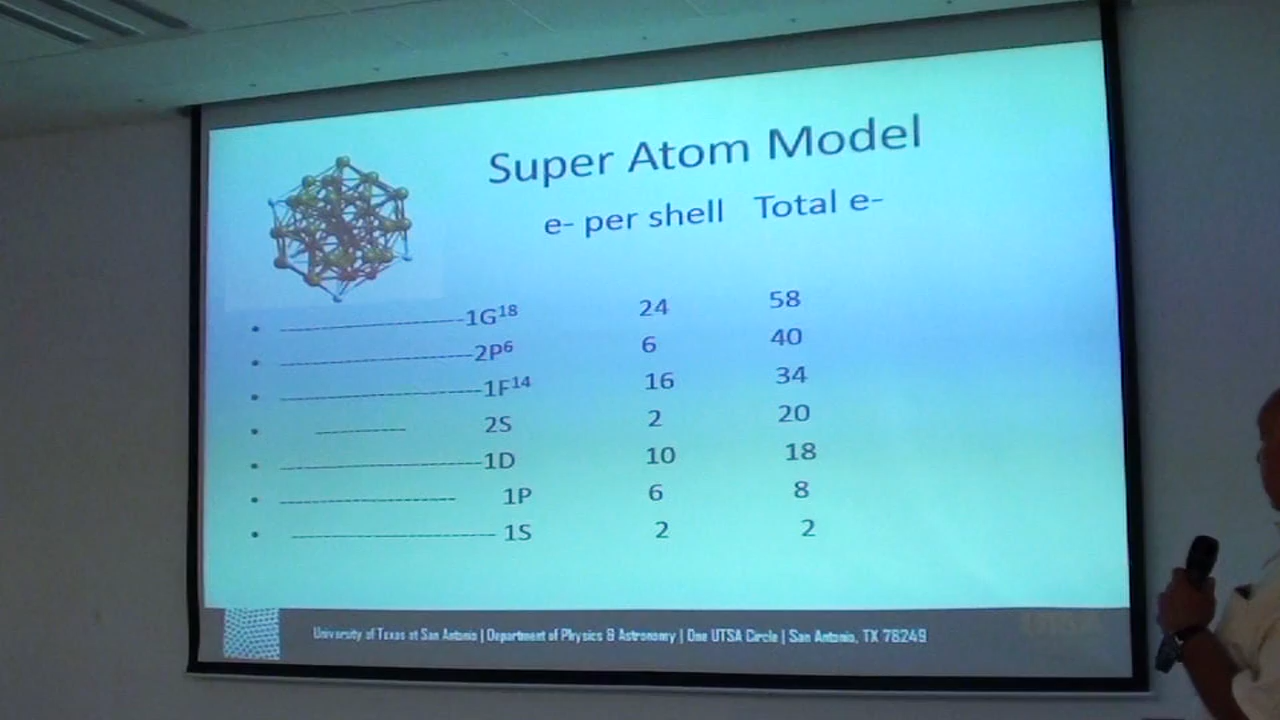 Super Atom Model
e- per shell Total e-
• ---------------------------1G¹⁸ 24 58
• ----------------------------2P⁶ 6 40
• -----------------------------1F¹⁴ 16 34
• ------------- 2S 2 20
• -----------------------------1D 10 18
• ------------------------- 1P 6 8
• ----------------------------- 1S 2 2
University of Texas at San Antonio | Department of Physics & Astronomy | One UTSA Circle | San Antonio, TX 78249